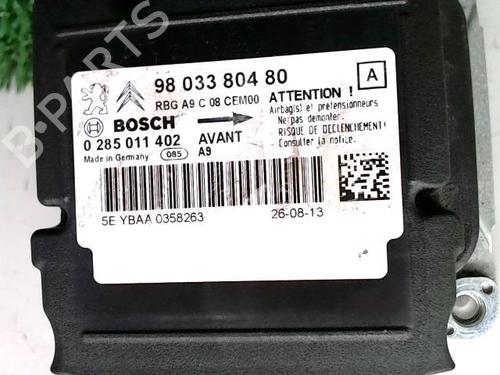 98 033 804 80
RBG A9 C 08 CEM00
A
ATTENTION !
Airbag(s) et pretensionneurs
Ne pas demonter.
RISQUE DE DECLENCHEMENT!
Consulter la notice.
BOSCH
0 285 011 402
AVANT
A9
Made in Germany
085
5E YBAA 0358263
26-08-13
B-PARTS